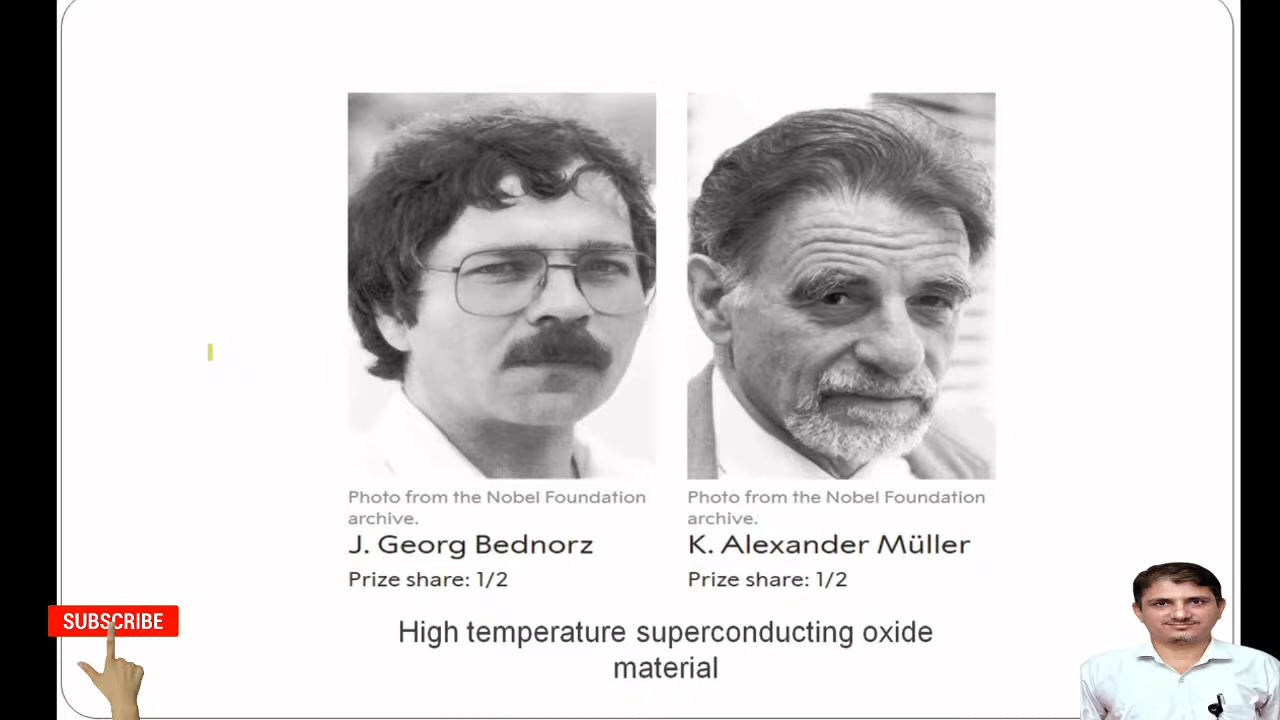 Photo from the Nobel Foundation
archive.
J. Georg Bednorz
Prize share: 1/2
Photo from the Nobel Foundation
archive.
K. Alexander Müller
Prize share: 1/2
High temperature superconducting oxide
material
SUBSCRIBE